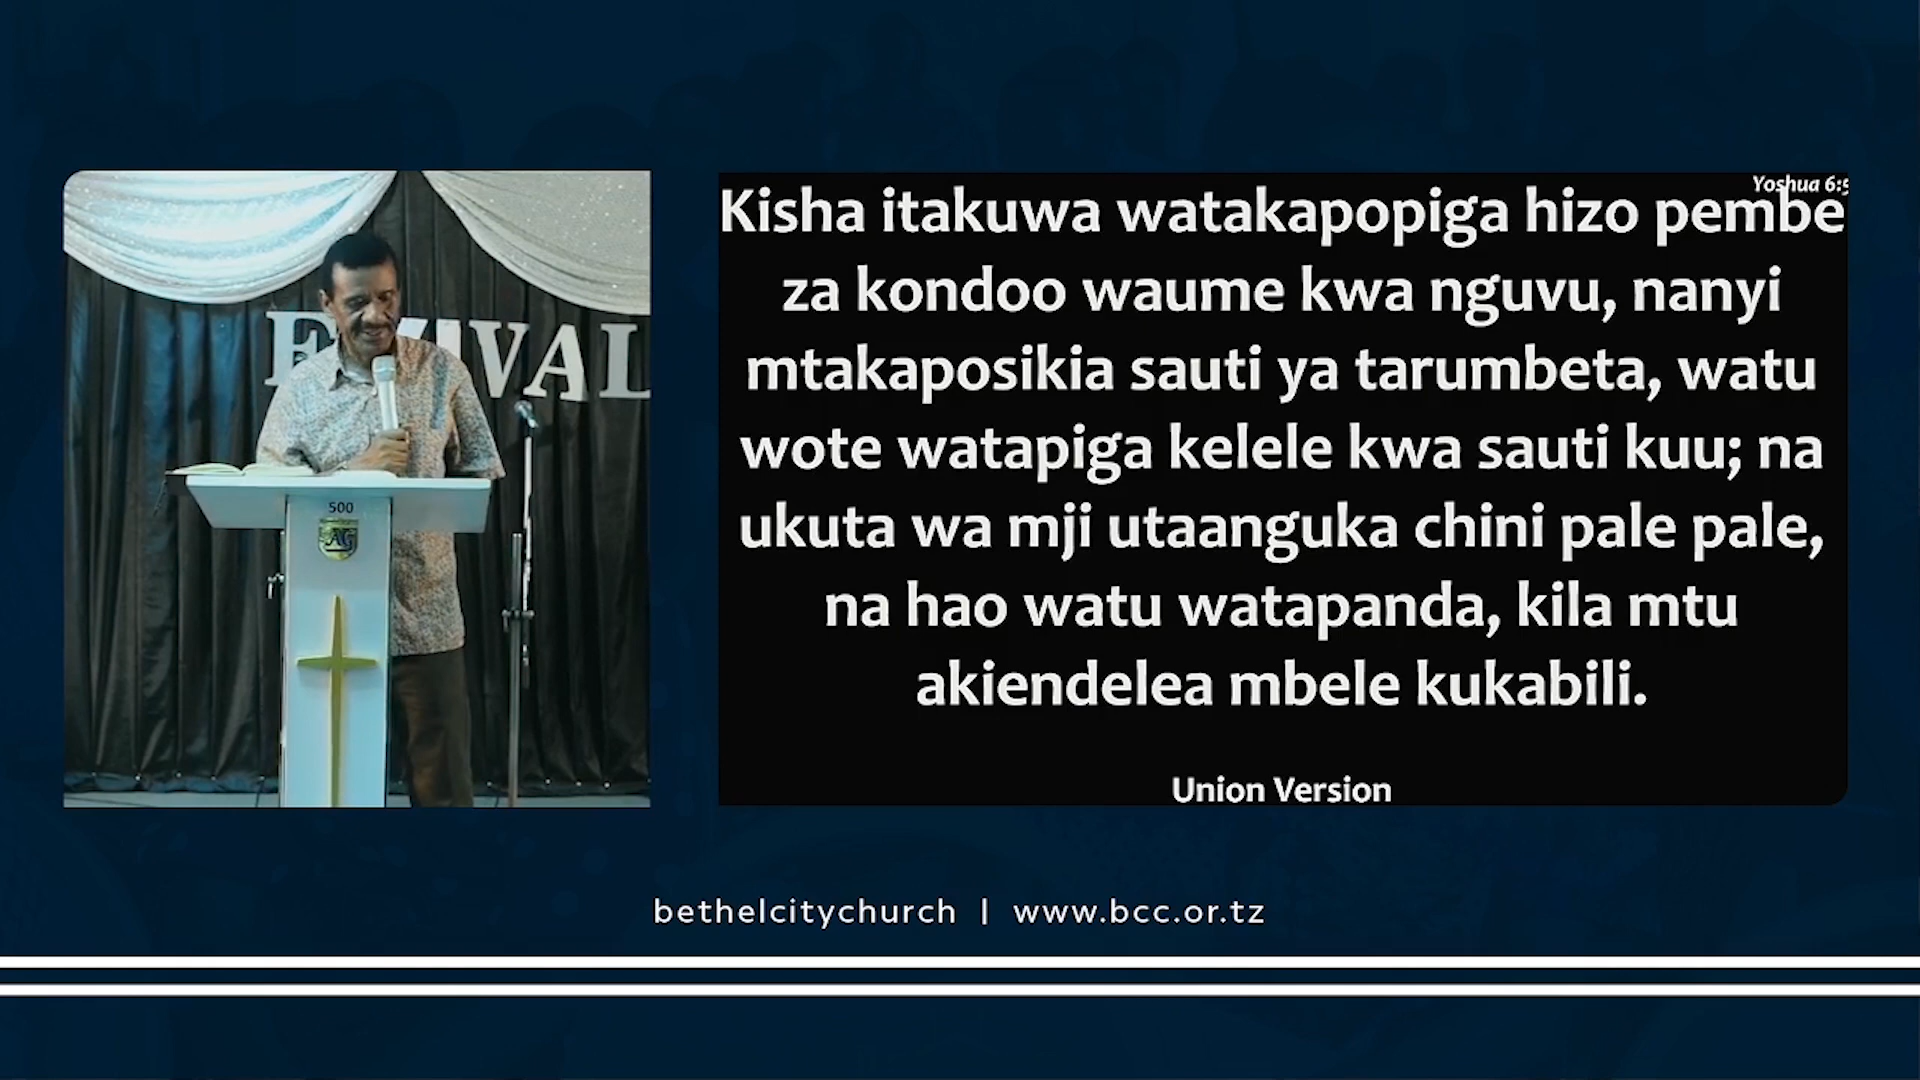 Yoshua 6:5
Kisha itakuwa watakapopiga hizo pembe
za kondoo waume kwa nguvu, nanyi
mtakaposikia sauti ya tarumbeta, watu
wote watapiga kelele kwa sauti kuu; na
ukuta wa mji utaanguka chini pale pale,
na hao watu watapanda, kila mtu
akiendelea mbele kukabili.
Union Version
500
AG
bethelcitychurch | www.bcc.or.tz